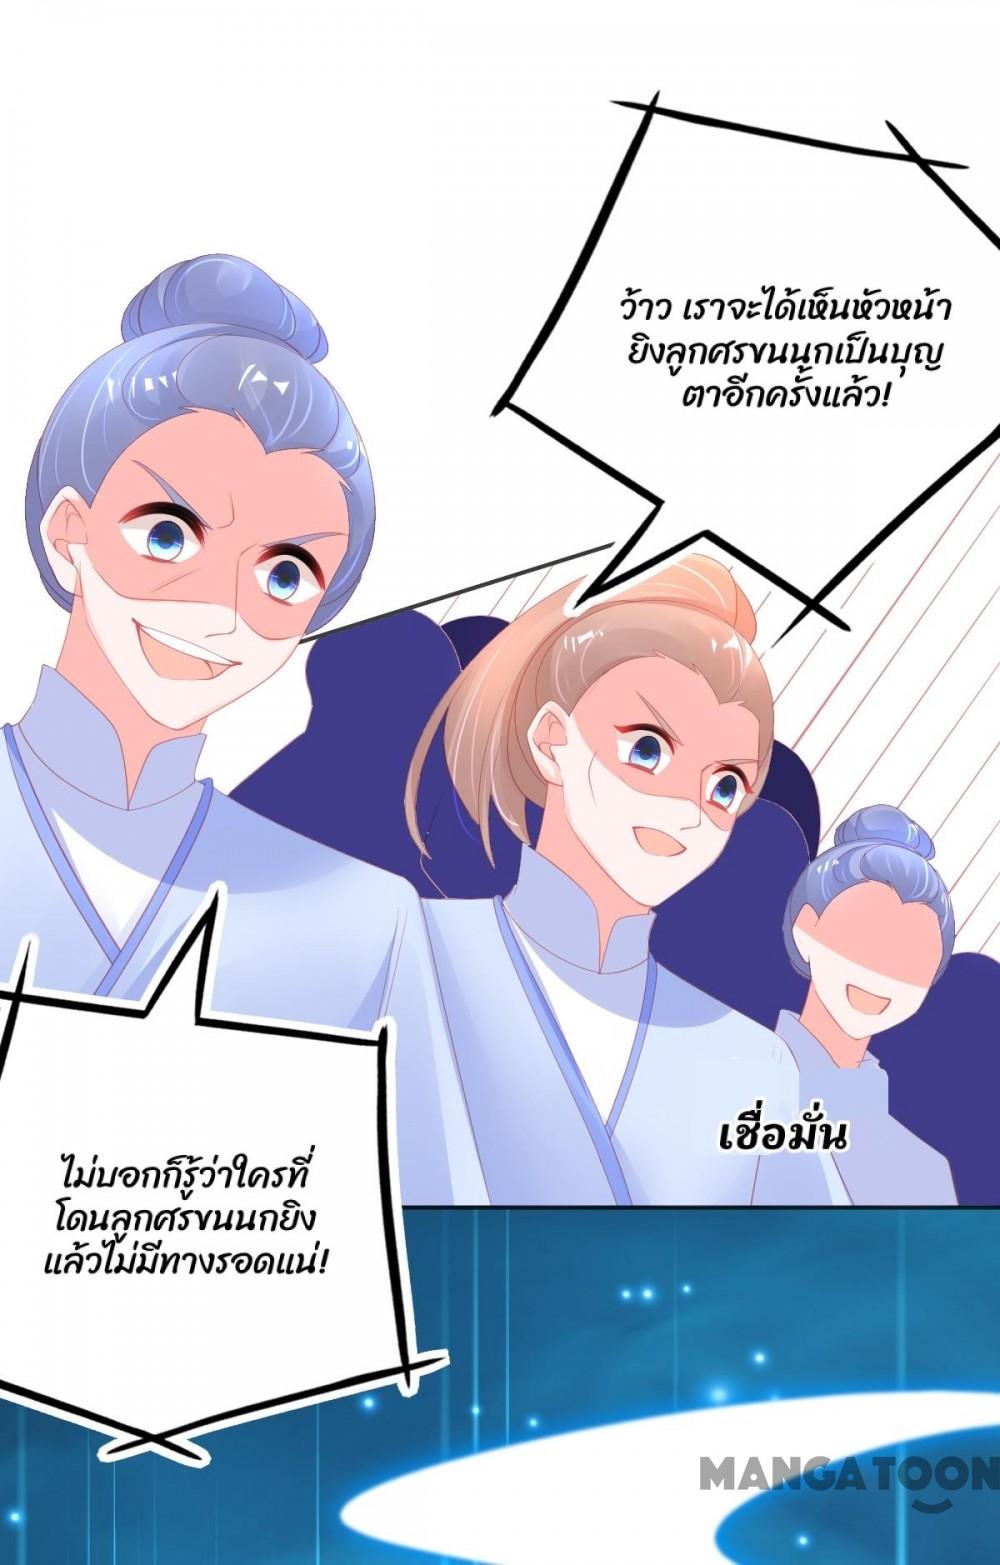 ว้าว เราจะได้เห็นหัวหน้า
ยิงลูกศรขนนกเป็นบุญ
ตาอีกครั้งแล้ว!
เชื่อมั่น
ไม่บอกก็รู้ว่าใครที่
โดนลูกศรขนนกยิง
แล้วไม่มีทางรอดแน่!
MANGATOON